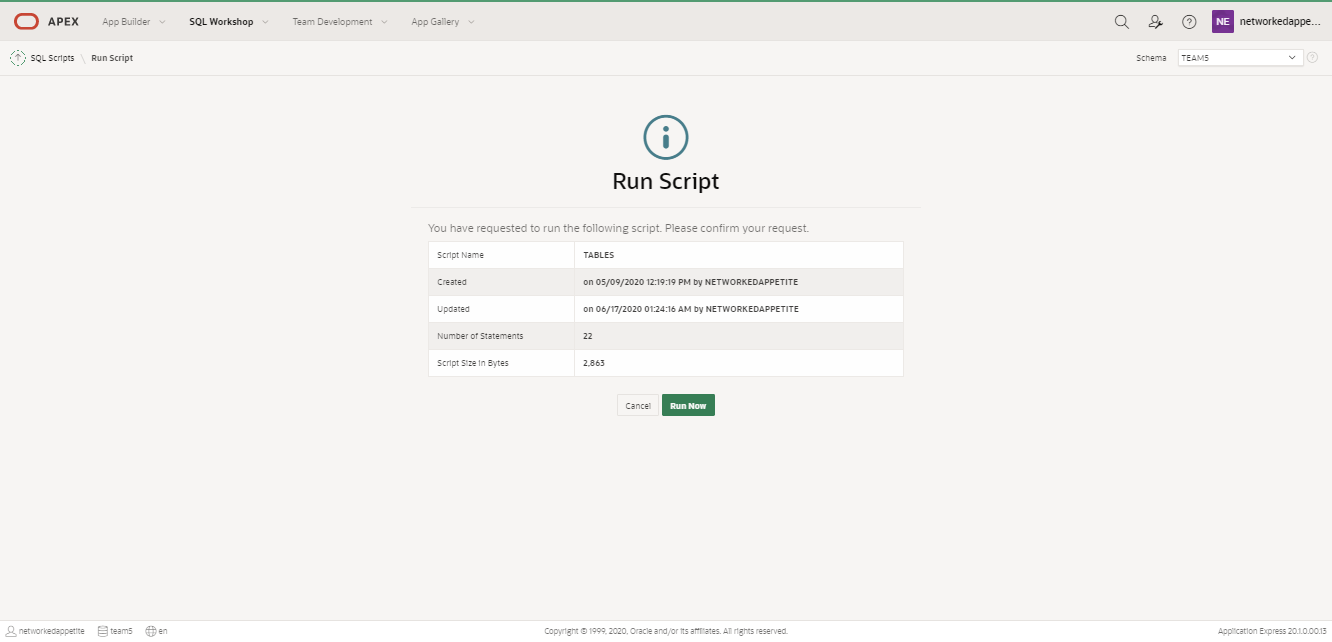 APEX App Builder SQL Workshop Team Development App Gallery NE networkedappe...
SQL Scripts \ Run Script Schema TEAM5
Run Script
You have requested to run the following script. Please confirm your request.
Script Name TABLES
Created on 05/09/2020 12:19:19 PM by NETWORKEDAPPETITE
Updated on 06/17/2020 01:24:16 AM by NETWORKEDAPPETITE
Number of Statements 22
Script Size in Bytes 2,863
Cancel Run Now
networkedappetite team5 en Copyright © 1999, 2020, Oracle and/or its affiliates. All rights reserved. Application Express 20.1.0.00.13